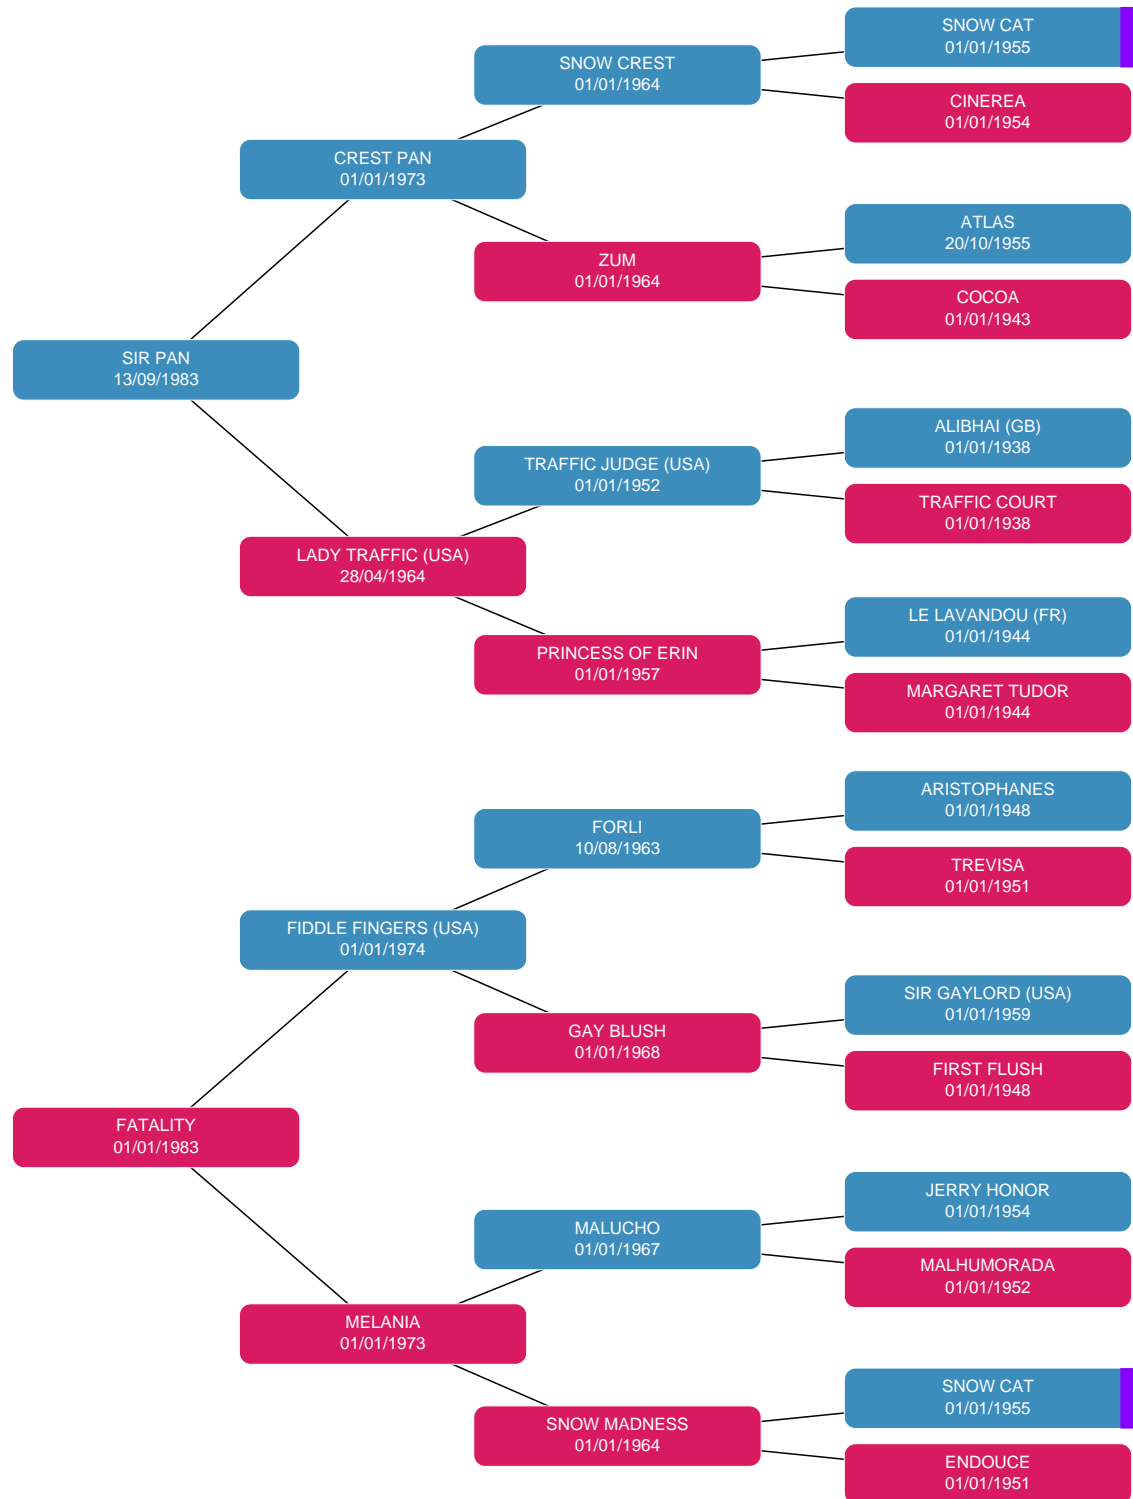 SNOW CAT
01/01/1955
SNOW CREST
01/01/1964
CINEREA
01/01/1954
CREST PAN
01/01/1973
ATLAS
20/10/1955
ZUM
01/01/1964
COCOA
01/01/1943
SIR PAN
13/09/1983
ALIBHAI (GB)
01/01/1938
TRAFFIC JUDGE (USA)
01/01/1952
TRAFFIC COURT
01/01/1938
LADY TRAFFIC (USA)
28/04/1964
LE LAVANDOU (FR)
01/01/1944
PRINCESS OF ERIN
01/01/1957
MARGARET TUDOR
01/01/1944
ARISTOPHANES
01/01/1948
FORLI
10/08/1963
TREVISA
01/01/1951
FIDDLE FINGERS (USA)
01/01/1974
SIR GAYLORD (USA)
01/01/1959
GAY BLUSH
01/01/1968
FIRST FLUSH
01/01/1948
FATALITY
01/01/1983
JERRY HONOR
01/01/1954
MALUCHO
01/01/1967
MALHUMORADA
01/01/1952
MELANIA
01/01/1973
SNOW CAT
01/01/1955
SNOW MADNESS
01/01/1964
ENDOUCE
01/01/1951